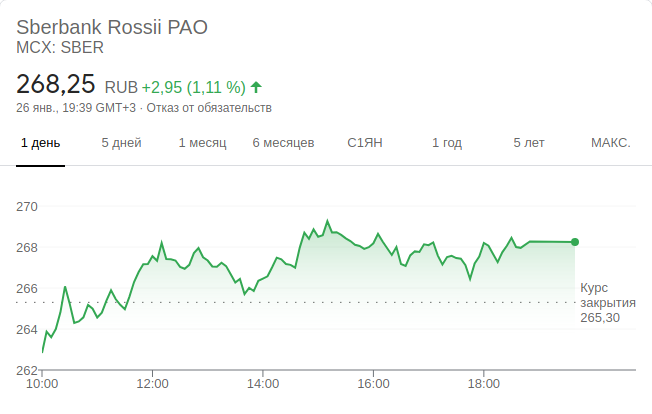 Sberbank Rossii PAO
MCX: SBER
268,25 RUB +2,95 (1,11 %)
26 янв., 19:39 GMT+3 · Отказ от обязательств
1 день 5 дней 1 месяц 6 месяцев С1ЯН 1 год 5 лет МАКС.
270
268
266
264
262
Курс
закрытия
265,30
10:00 12:00 14:00 16:00 18:00